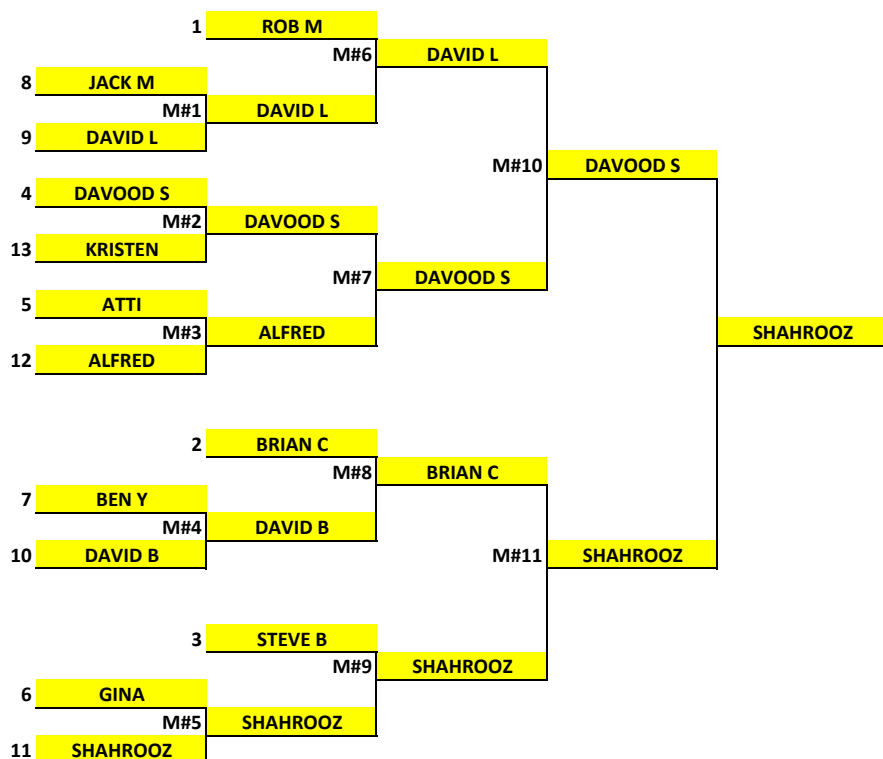 1 ROB M
M#6 DAVID L
8 JACK M
M#1 DAVID L
9 DAVID L
M#10 DAVOOD S
4 DAVOOD S
M#2 DAVOOD S
13 KRISTEN
M#7 DAVOOD S
5 ATTI
M#3 ALFRED SHAHROOZ
12 ALFRED
2 BRIAN C
M#8 BRIAN C
7 BEN Y
M#4 DAVID B
10 DAVID B M#11 SHAHROOZ
3 STEVE B
M#9 SHAHROOZ
6 GINA
M#5 SHAHROOZ
11 SHAHROOZ